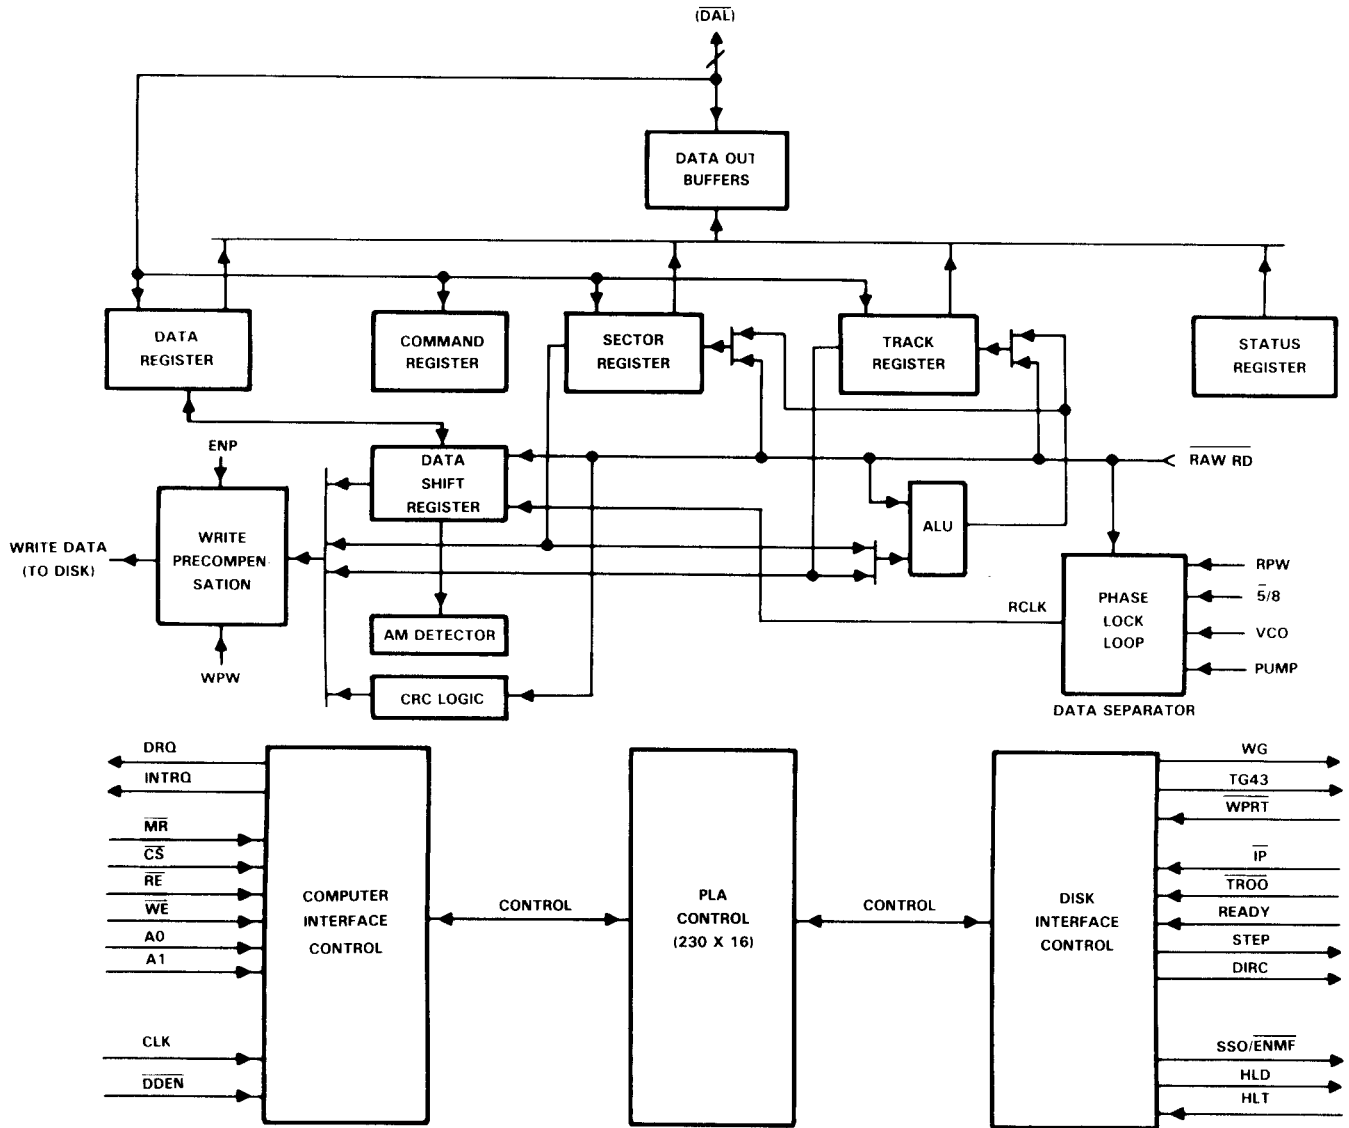 (DAL)
DATA OUT
BUFFERS
DATA
REGISTER
COMMAND
REGISTER
SECTOR
REGISTER
TRACK
REGISTER
STATUS
REGISTER
ENP
DATA
SHIFT
REGISTER
RAW RD
ALU
WRITE DATA
(TO DISK)
WRITE
PRECOMPEN-
SATION
WPW
AM DETECTOR
CRC LOGIC
RCLK
PHASE
LOCK
LOOP
RPW
5/8
VCO
PUMP
DATA SEPARATOR
DRQ
INTRQ
MR
CS
RE
WE
A0
A1
CLK
DDEN
COMPUTER
INTERFACE
CONTROL
CONTROL
PLA
CONTROL
(230 X 16)
CONTROL
DISK
INTERFACE
CONTROL
WG
TG43
WPRT
IP
TROO
READY
STEP
DIRC
SSO/ENMF
HLD
HLT